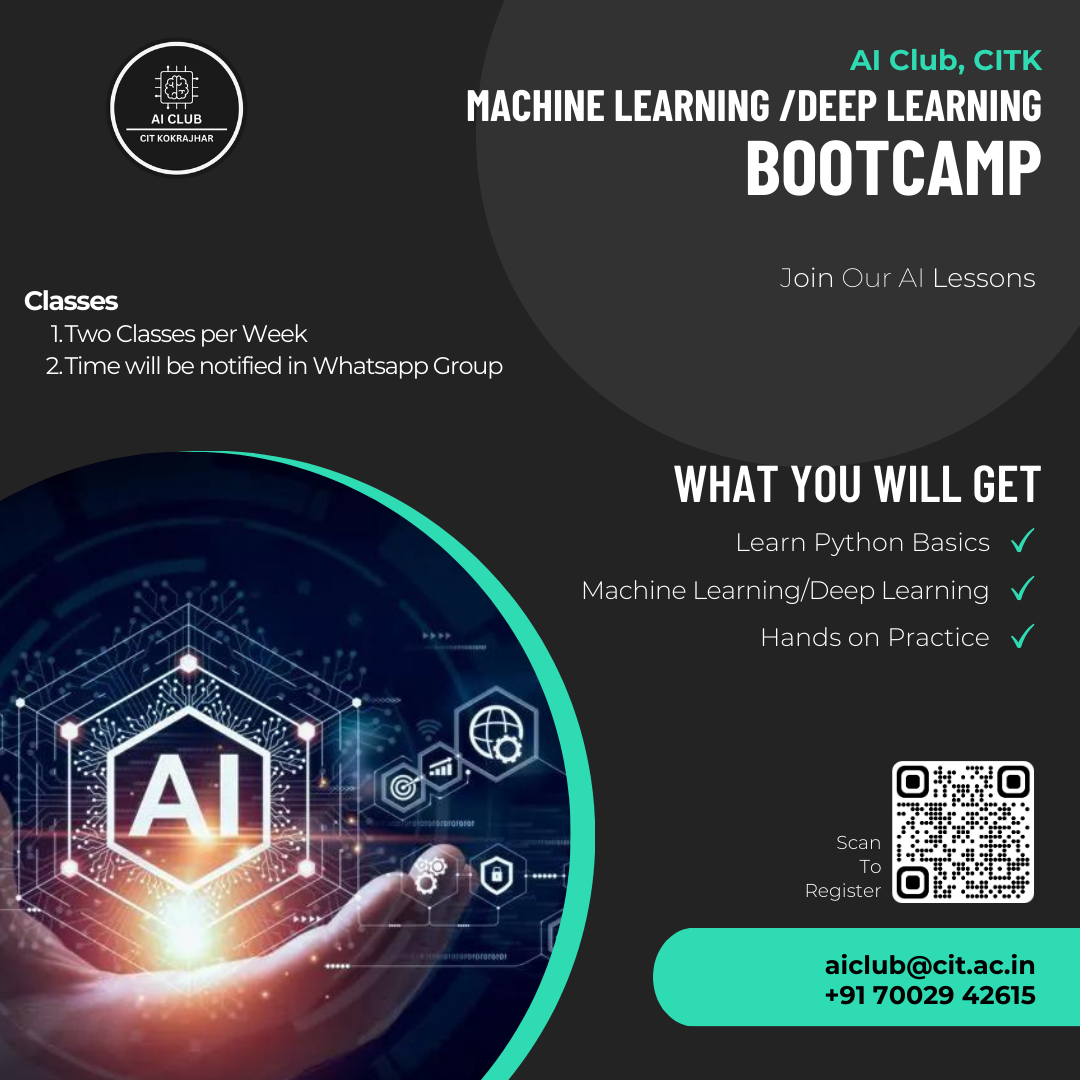 AI CLUB
CIT KOKRAJHAR
AI Club, CITK
MACHINE LEARNING /DEEP LEARNING
BOOTCAMP
Join Our AI Lessons
Classes
1.Two Classes per Week
2.Time will be notified in Whatsapp Group
WHAT YOU WILL GET
Learn Python Basics
Machine Learning/Deep Learning
Hands on Practice
AI
Scan
To
Register
aiclub@cit.ac.in
+91 70029 42615